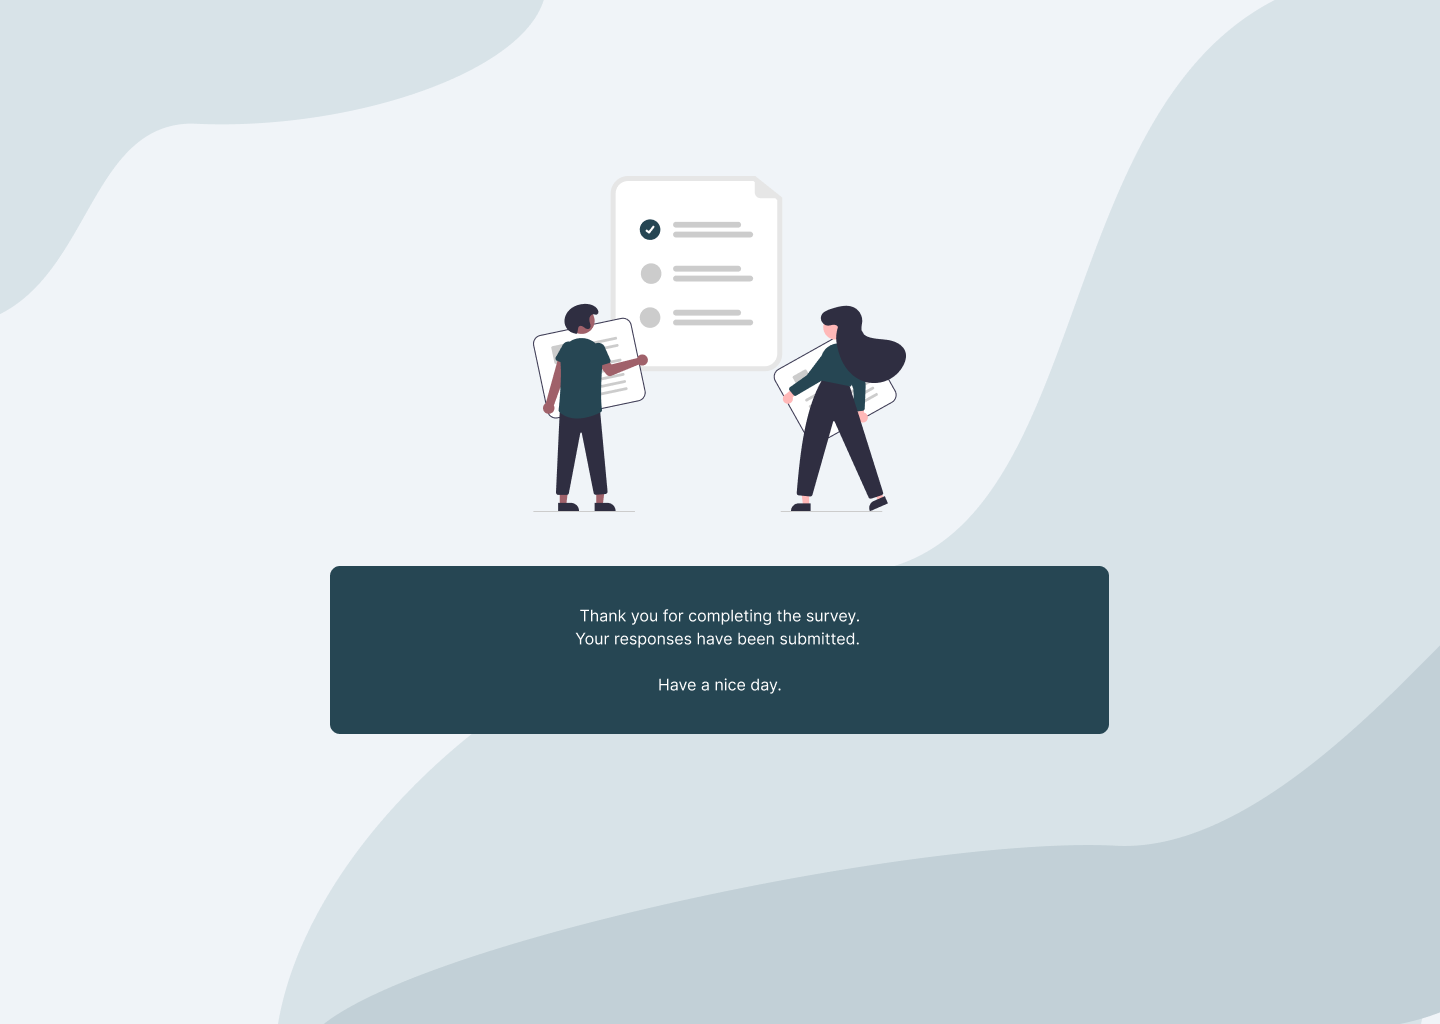 Thank you for completing the survey.
Your responses have been submitted.
Have a nice day.